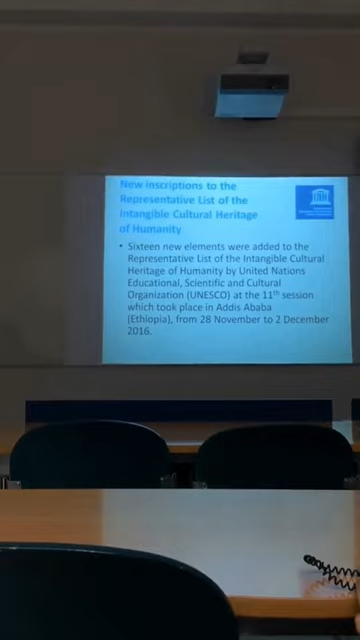 New inscriptions to the
Representative List of the
Intangible Cultural Heritage
of Humanity
• Sixteen new elements were added to the
Representative List of the Intangible Cultural
Heritage of Humanity by United Nations
Educational, Scientific and Cultural
Organization (UNESCO) at the 11th session
which took place in Addis Ababa
(Ethiopia), from 28 November to 2 December
2016.